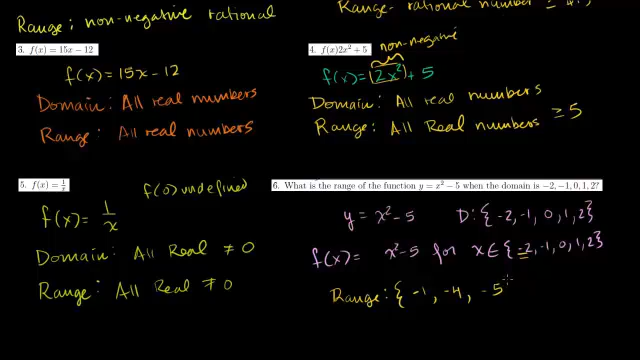 Range: non-negative rational
Range- rational number ≥
3. f(x) = 15x − 12
f(x) = 15x - 12
Domain: All real numbers
Range: All real numbers
4. f(x)2x² + 5
non-negative
f(x) = 2x² + 5
Domain: All real numbers
Range: All Real numbers ≥ 5
5. f(x) = 1/x
f(0) undefined
f(x) = 1/x
Domain: All Real ≠ 0
Range: All Real ≠ 0
6. What is the range of the function y = x² − 5 when the domain is −2, −1, 0, 1, 2?
y = x² - 5 D: {-2, -1, 0, 1, 2}
f(x) = x² - 5 for x ∈ {-2, -1, 0, 1, 2}
Range: { -1, -4, -5